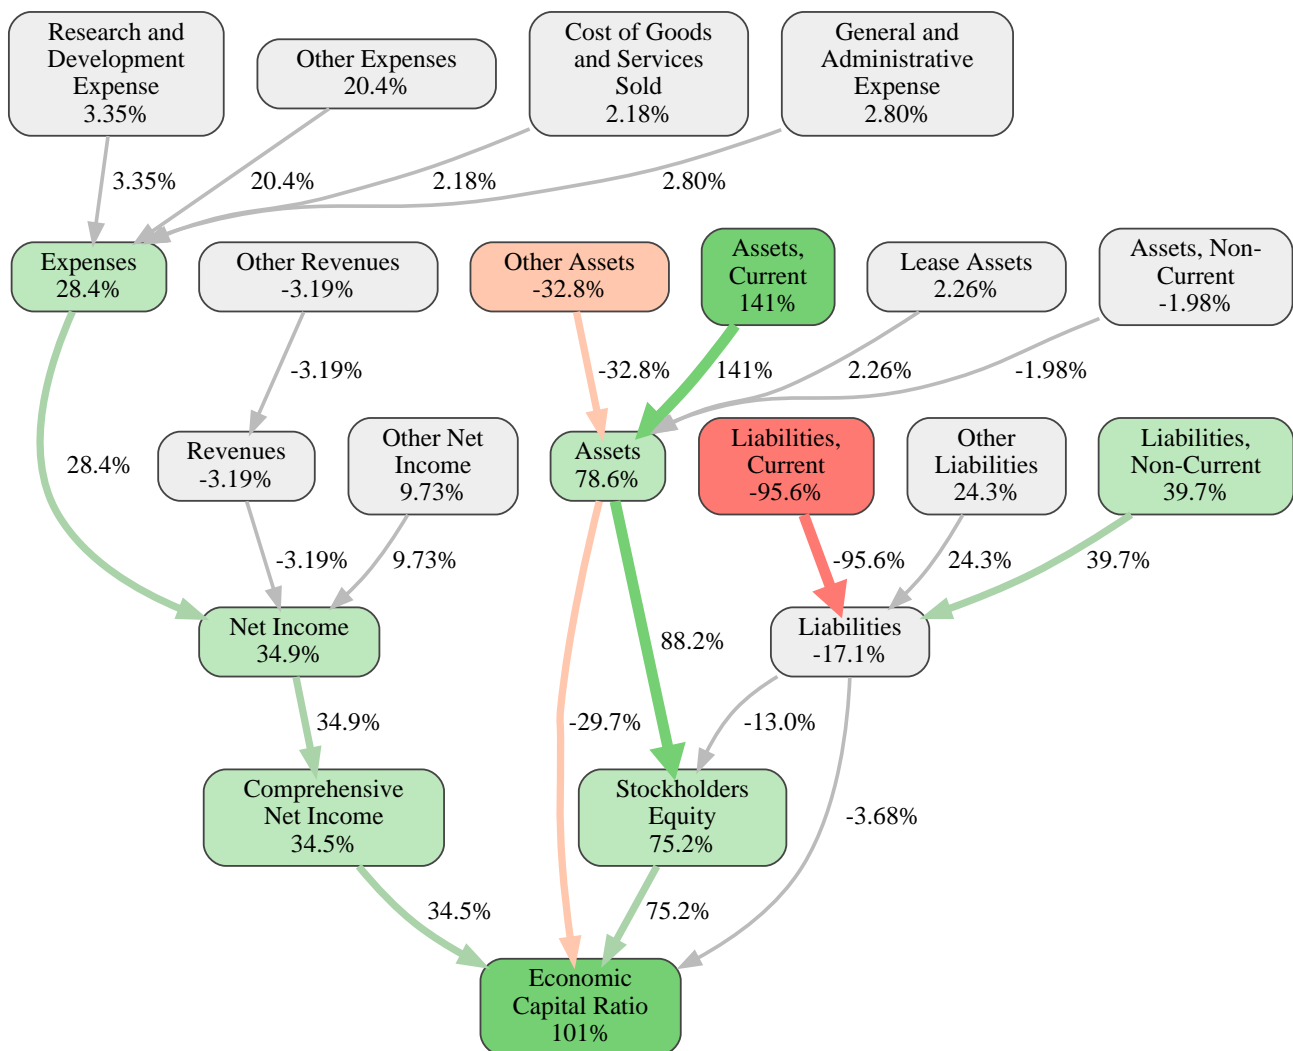 Research and
Development
Expense
3.35%
Other Expenses
20.4%
Cost of Goods
and Services
Sold
2.18%
General and
Administrative
Expense
2.80%
3.35%
20.4%
2.18%
2.80%
Expenses
28.4%
Other Revenues
-3.19%
Other Assets
-32.8%
Assets,
Current
141%
Lease Assets
2.26%
Assets, Non-
Current
-1.98%
-3.19%
-32.8%
141%
2.26%
-1.98%
28.4%
Revenues
-3.19%
Other Net
Income
9.73%
Assets
78.6%
Liabilities,
Current
-95.6%
Other
Liabilities
24.3%
Liabilities,
Non-Current
39.7%
-3.19%
9.73%
-95.6%
24.3%
39.7%
Net Income
34.9%
88.2%
Liabilities
-17.1%
34.9%
-29.7%
-13.0%
Comprehensive
Net Income
34.5%
Stockholders
Equity
75.2%
-3.68%
34.5%
75.2%
Economic
Capital Ratio
101%